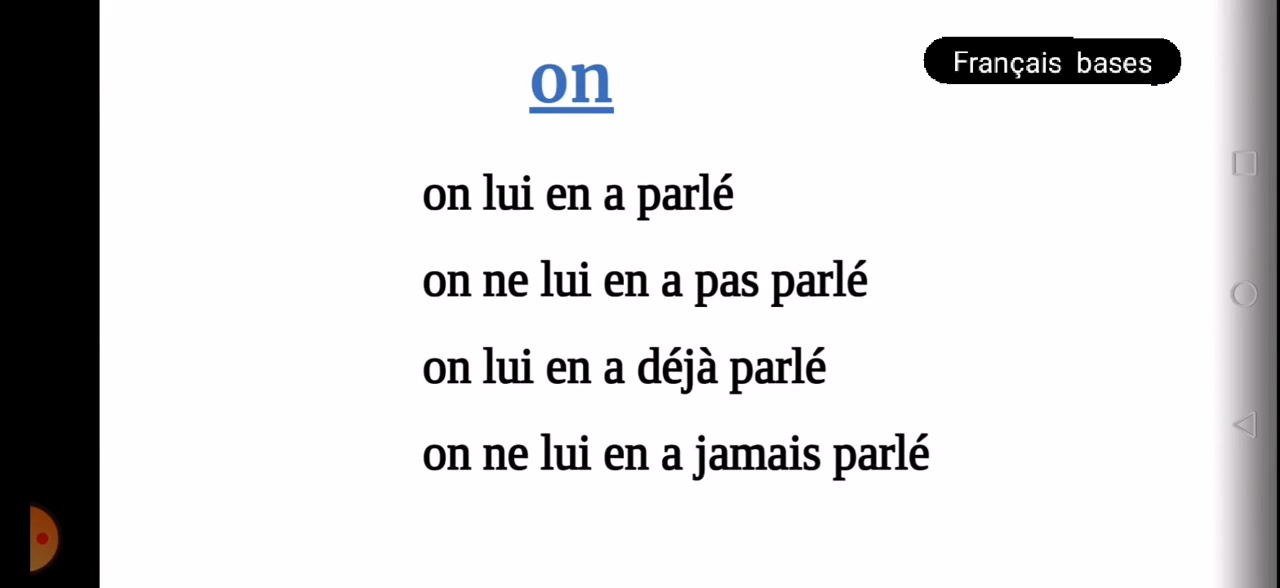 on
Français bases
on lui en a parlé
on ne lui en a pas parlé
on lui en a déjà parlé
on ne lui en a jamais parlé